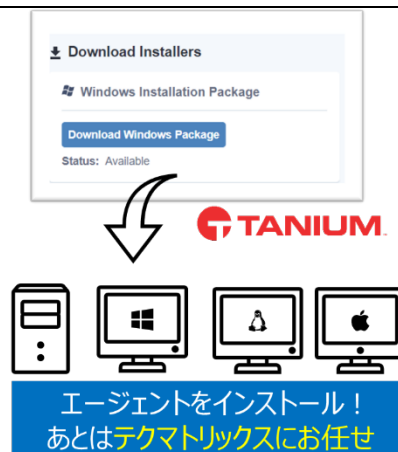 Download Installers
Windows Installation Package
Download Windows Package
Status: Available
TANIUM
エージェントをインストール！
あとはテクマトリックスにお任せ